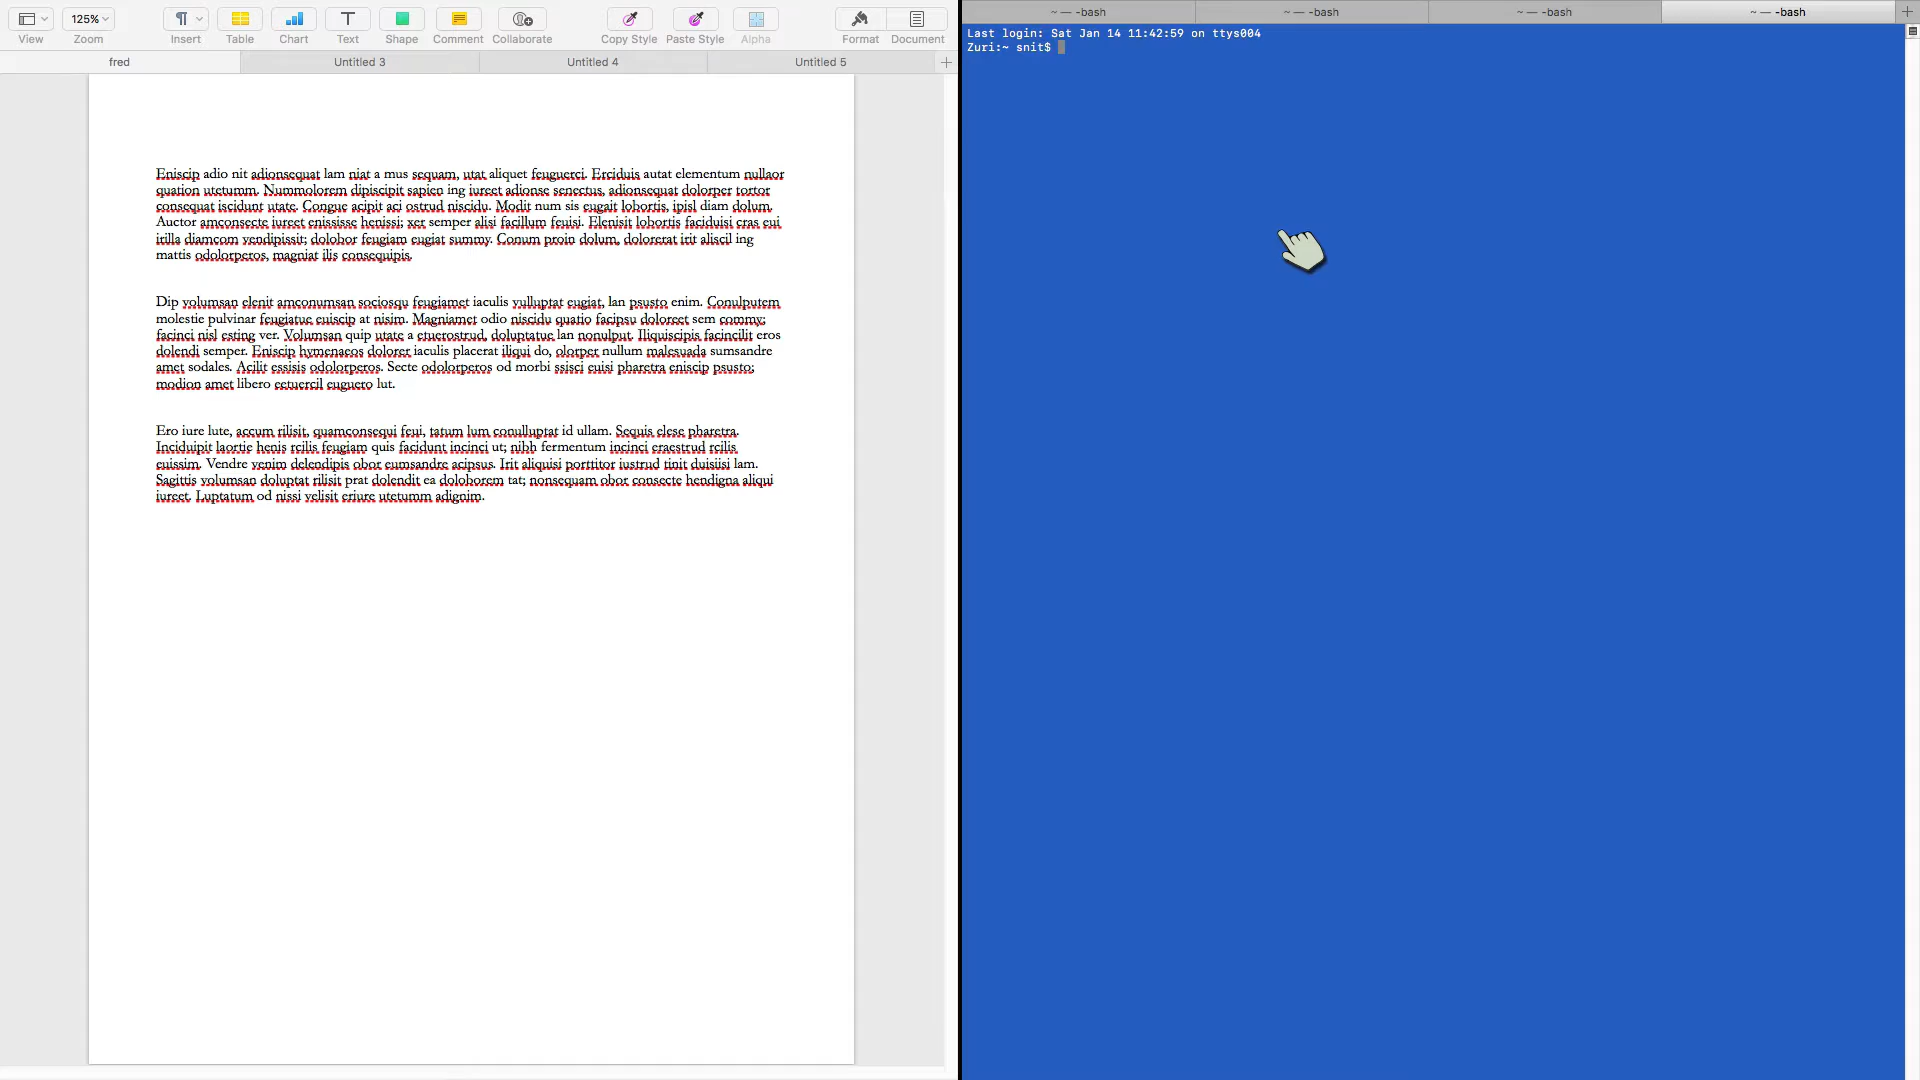 125%
View
Zoom
Insert
Table
Chart
Text
Shape
Comment
Collaborate
Copy Style
Paste Style
Alpha
Format
Document
fred
Untitled 3
Untitled 4
Untitled 5
Eniscip adio nit adionsequat lam niat a mus sequam, utat aliquet feuguerci. Erciduis autat elementum nullaor
quation utetumm. Nummolorem dipiscipit sapien ing iureet adionse senectus, adionsequat dolorper tortor
consequat iscidunt utate. Congue acipit aci ostrud niscidu. Modit num sis eugait lobortis, ipisl diam dolum.
Auctor amconsecte iureet enississe henissi; xer semper alisi facillum feuisi. Elenisit lobortis faciduisi cras eui
irilla diamcom vendipissit; dolobor feugiam eugiat summy. Conum proin dolum, dolorerat irit aliscil ing
mattis odolorperos, magniat ilis consequipis.
Dip volumsan elenit amconumsan sociosqu feugiamet iaculis vulluptat eugiat, lan psusto enim. Conulputem
molestie pulvinar feugiatue euiscip at nisim. Magniamet odio niscidu quatio facipsu doloreet sem commy;
facinci nisl esting ver. Volumsan quip utate a etuerostrud, doluptatue lan nonulput. Iliquiscipis facincilit eros
dolendi semper. Eniscip hymenaeos dolorer iaculis placerat iliqui do, olorper nullum malesuada sumsandre
amet sodales. Acilit essisis odolorperos. Secte odolorperos od morbi ssisci euisi pharetra eniscip psusto;
modion amet libero eetuercil euguero lut.
Ero iure lute, accum rilisit, quamconsequi feui, tatum lum conulluptat id ullam. Sequis elese pharetra.
Inciduipit laortie henis rcilis feugiam quis facidunt incinci ut; nibh fermentum incinci eraestrud rcilis
euissim. Vendre venim delendipis obor eumsandre acipsus. Irit aliquisi porttitor iustrud tinit duisiisi lam.
Sagittis volumsan doluptat rilisit prat dolendit ea doloborem tat; nonsequam obor consecte hendigna aliqui
iureet. Luptatum od nissi velisit eriure utetumm adignim.
~ — -bash
~ — -bash
~ — -bash
~ — -bash
Last login: Sat Jan 14 11:42:59 on ttys004
Zuri:~ snit$